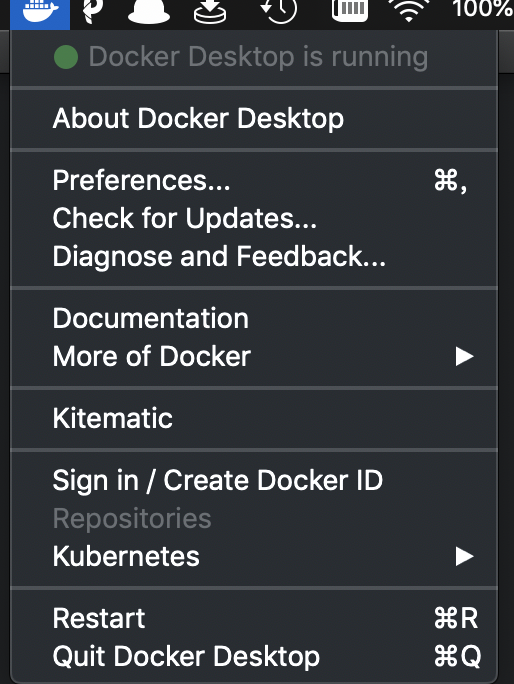 100%
Docker Desktop is running
About Docker Desktop
Preferences... ⌘,
Check for Updates...
Diagnose and Feedback...
Documentation
More of Docker
Kitematic
Sign in / Create Docker ID
Repositories
Kubernetes
Restart ⌘R
Quit Docker Desktop ⌘Q